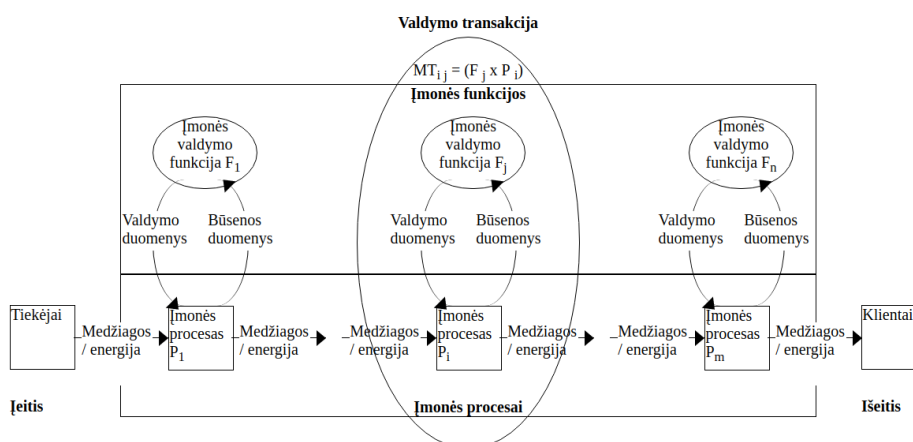 Valdymo transakcija
MTi j = (F j x P i)
Įmonės funkcijos
Įmonės
valdymo
funkcija F1
Įmonės
valdymo
funkcija Fj
Įmonės
valdymo
funkcija Fn
Valdymo
duomenys
Būsenos
duomenys
Valdymo
duomenys
Būsenos
duomenys
Valdymo
duomenys
Būsenos
duomenys
Tiekėjai
Medžiagos
/ energija
Įmonės
procesas
P1
Medžiagos
/ energija
Medžiagos
/ energija
Įmonės
procesas
Pi
Medžiagos
/ energija
Medžiagos
/ energija
Įmonės
procesas
Pm
Medžiagos
/ energija
Klientai
Įeitis
Įmonės procesai
Išeitis